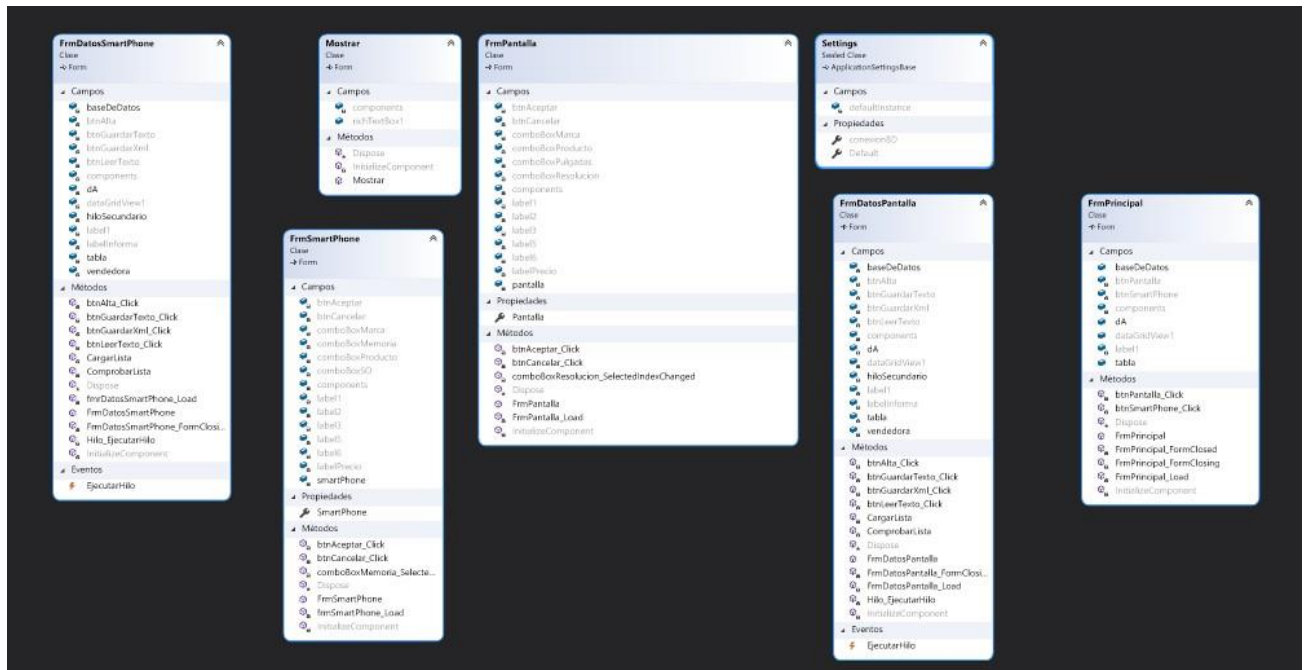 FrmDatosSmartPhone
Clase
Form
Campos
baseDeDatos
btnAlta
btnGuardarTexto
btnGuardarXml
btnLeerTexto
components
dA
dataGridView1
hiloSecundario
label1
labelInforma
tabla
vendedora
Métodos
btnAlta_Click
btnGuardarTexto_Click
btnGuardarXml_Click
btnLeerTexto_Click
CargarLista
ComprobarLista
Dispose
fmrDatosSmartPhone_Load
FrmDatosSmartPhone
FrmDatosSmartPhone_FormClosi...
Hilo_EjecutarHilo
InitializeComponent
Eventos
EjecutarHilo
Mostrar
Clase
Form
Campos
components
richTextBox1
Métodos
Dispose
InitializeComponent
Mostrar
FrmSmartPhone
Clase
Form
Campos
btnAceptar
btnCancelar
comboBoxMarca
comboBoxMemoria
comboBoxProducto
comboBoxSO
components
label1
label2
label3
label5
label6
labelPrecio
smartPhone
Propiedades
SmartPhone
Métodos
btnAceptar_Click
btnCancelar_Click
comboBoxMemoria_Selecte...
Dispose
FrmSmartPhone
frmSmartPhone_Load
InitializeComponent
FrmPantalla
Clase
Form
Campos
btnAceptar
btnCancelar
comboBoxMarca
comboBoxProducto
comboBoxPulgadas
comboBoxResolucion
components
label1
label2
label3
label5
label6
labelPrecio
pantalla
Propiedades
Pantalla
Métodos
btnAceptar_Click
btnCancelar_Click
comboBoxResolucion_SelectedIndexChanged
Dispose
FrmPantalla
FrmPantalla_Load
InitializeComponent
Settings
Sealed Clase
ApplicationSettingsBase
Campos
defaultInstance
Propiedades
conexionBD
Default
FrmDatosPantalla
Clase
Form
Campos
baseDeDatos
btnAlta
btnGuardarTexto
btnGuardarXml
btnLeerTexto
components
dA
dataGridView1
hiloSecundario
label1
labelInforma
tabla
vendedora
Métodos
btnAlta_Click
btnGuardarTexto_Click
btnGuardarXml_Click
btnLeerTexto_Click
CargarLista
ComprobarLista
Dispose
FrmDatosPantalla
FrmDatosPantalla_FormClosi...
FrmDatosPantalla_Load
Hilo_EjecutarHilo
InitializeComponent
Eventos
EjecutarHilo
FrmPrincipal
Clase
Form
Campos
baseDeDatos
btnPantalla
btnSmartPhone
components
dA
dataGridView1
label1
tabla
Métodos
btnPantalla_Click
btnSmartPhone_Click
Dispose
FrmPrincipal
FrmPrincipal_FormClosed
FrmPrincipal_FormClosing
FrmPrincipal_Load
InitializeComponent